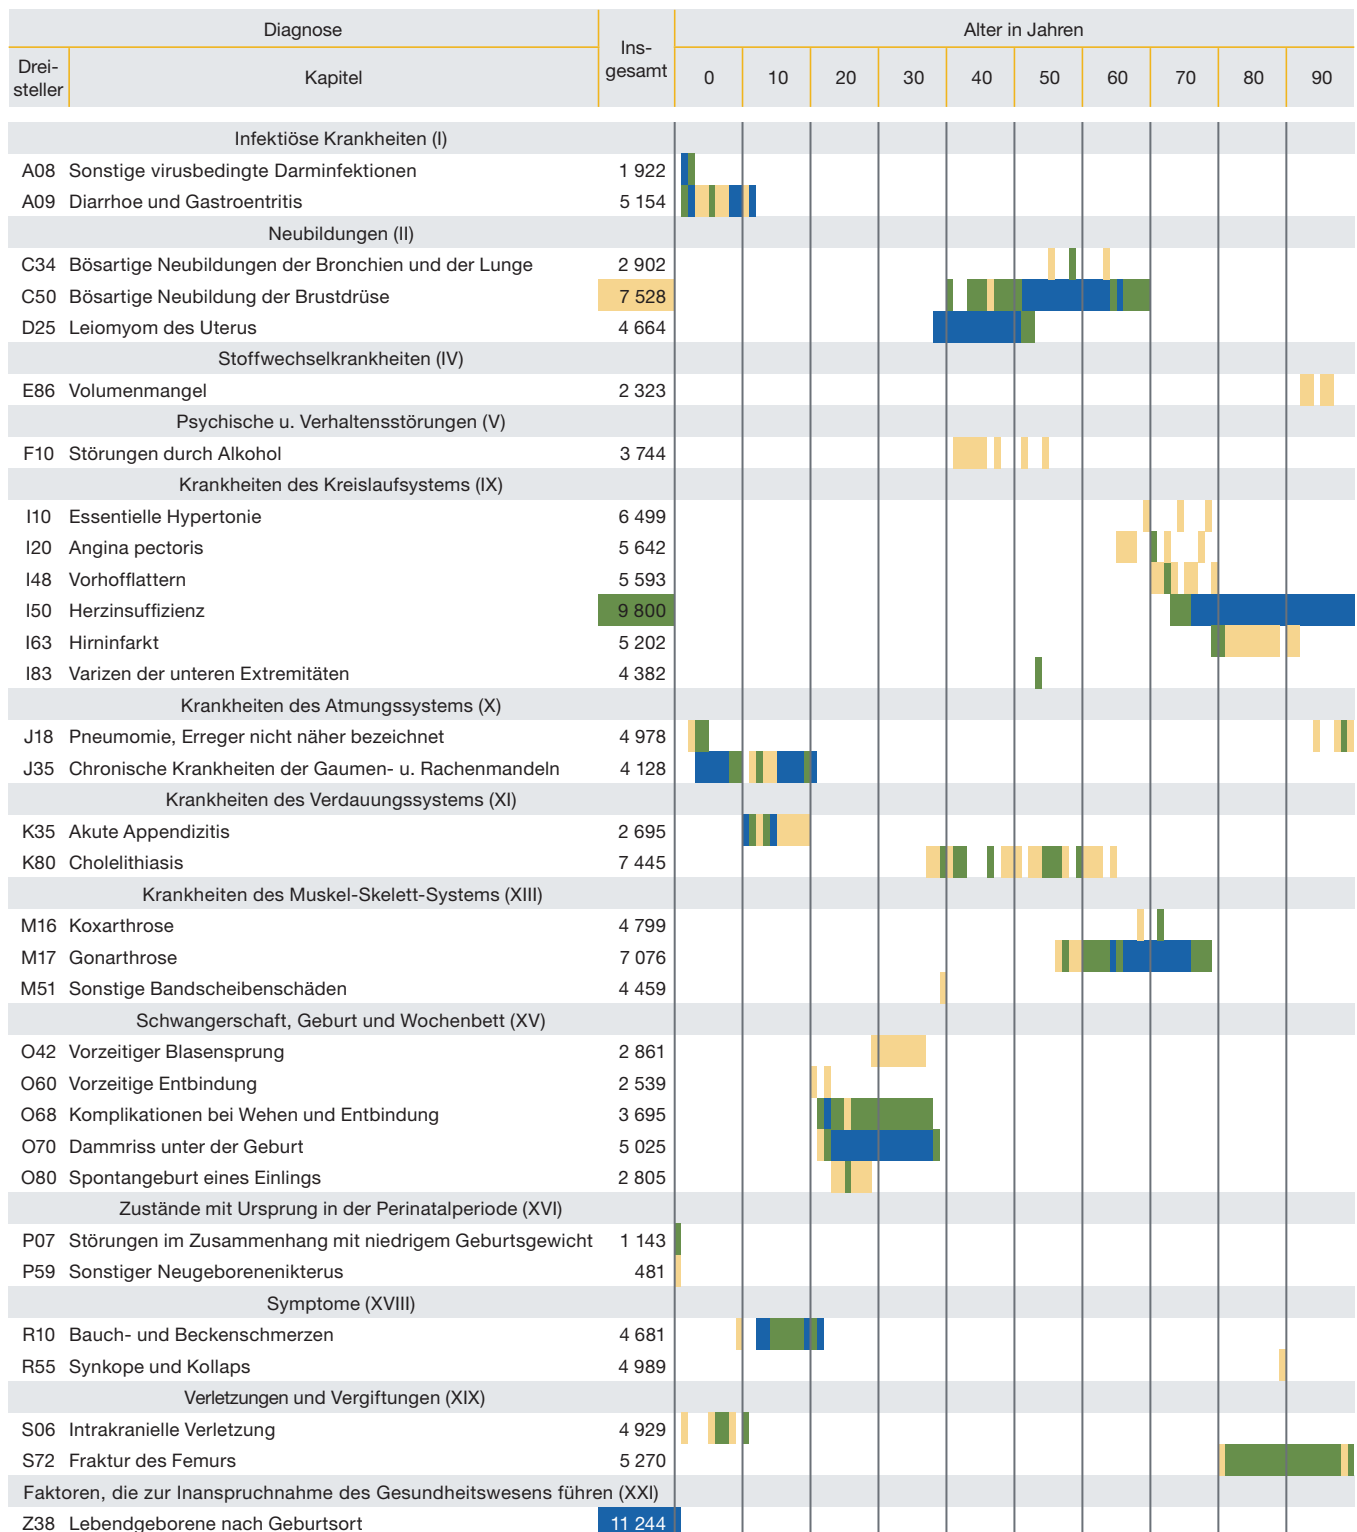 Diagnose
Ins-
gesamt
Alter in Jahren
Drei-
steller
Kapitel
0 10 20 30 40 50 60 70 80 90
Infektiöse Krankheiten (I)
A08 Sonstige virusbedingte Darminfektionen 1 922
A09 Diarrhoe und Gastroentritis 5 154
Neubildungen (II)
C34 Bösartige Neubildungen der Bronchien und der Lunge 2 902
C50 Bösartige Neubildung der Brustdrüse 7 528
D25 Leiomyom des Uterus 4 664
Stoffwechselkrankheiten (IV)
E86 Volumenmangel 2 323
Psychische u. Verhaltensstörungen (V)
F10 Störungen durch Alkohol 3 744
Krankheiten des Kreislaufsystems (IX)
I10 Essentielle Hypertonie 6 499
I20 Angina pectoris 5 642
I48 Vorhofflattern 5 593
I50 Herzinsuffizienz 9 800
I63 Hirninfarkt 5 202
I83 Varizen der unteren Extremitäten 4 382
Krankheiten des Atmungssystems (X)
J18 Pneumomie, Erreger nicht näher bezeichnet 4 978
J35 Chronische Krankheiten der Gaumen- u. Rachenmandeln 4 128
Krankheiten des Verdauungssystems (XI)
K35 Akute Appendizitis 2 695
K80 Cholelithiasis 7 445
Krankheiten des Muskel-Skelett-Systems (XIII)
M16 Koxarthrose 4 799
M17 Gonarthrose 7 076
M51 Sonstige Bandscheibenschäden 4 459
Schwangerschaft, Geburt und Wochenbett (XV)
O42 Vorzeitiger Blasensprung 2 861
O60 Vorzeitige Entbindung 2 539
O68 Komplikationen bei Wehen und Entbindung 3 695
O70 Dammriss unter der Geburt 5 025
O80 Spontangeburt eines Einlings 2 805
Zustände mit Ursprung in der Perinatalperiode (XVI)
P07 Störungen im Zusammenhang mit niedrigem Geburtsgewicht 1 143
P59 Sonstiger Neugeborenenikterus 481
Symptome (XVIII)
R10 Bauch- und Beckenschmerzen 4 681
R55 Synkope und Kollaps 4 989
Verletzungen und Vergiftungen (XIX)
S06 Intrakranielle Verletzung 4 929
S72 Fraktur des Femurs 5 270
Faktoren, die zur Inanspruchnahme des Gesundheitswesens führen (XXI)
Z38 Lebendgeborene nach Geburtsort 11 244